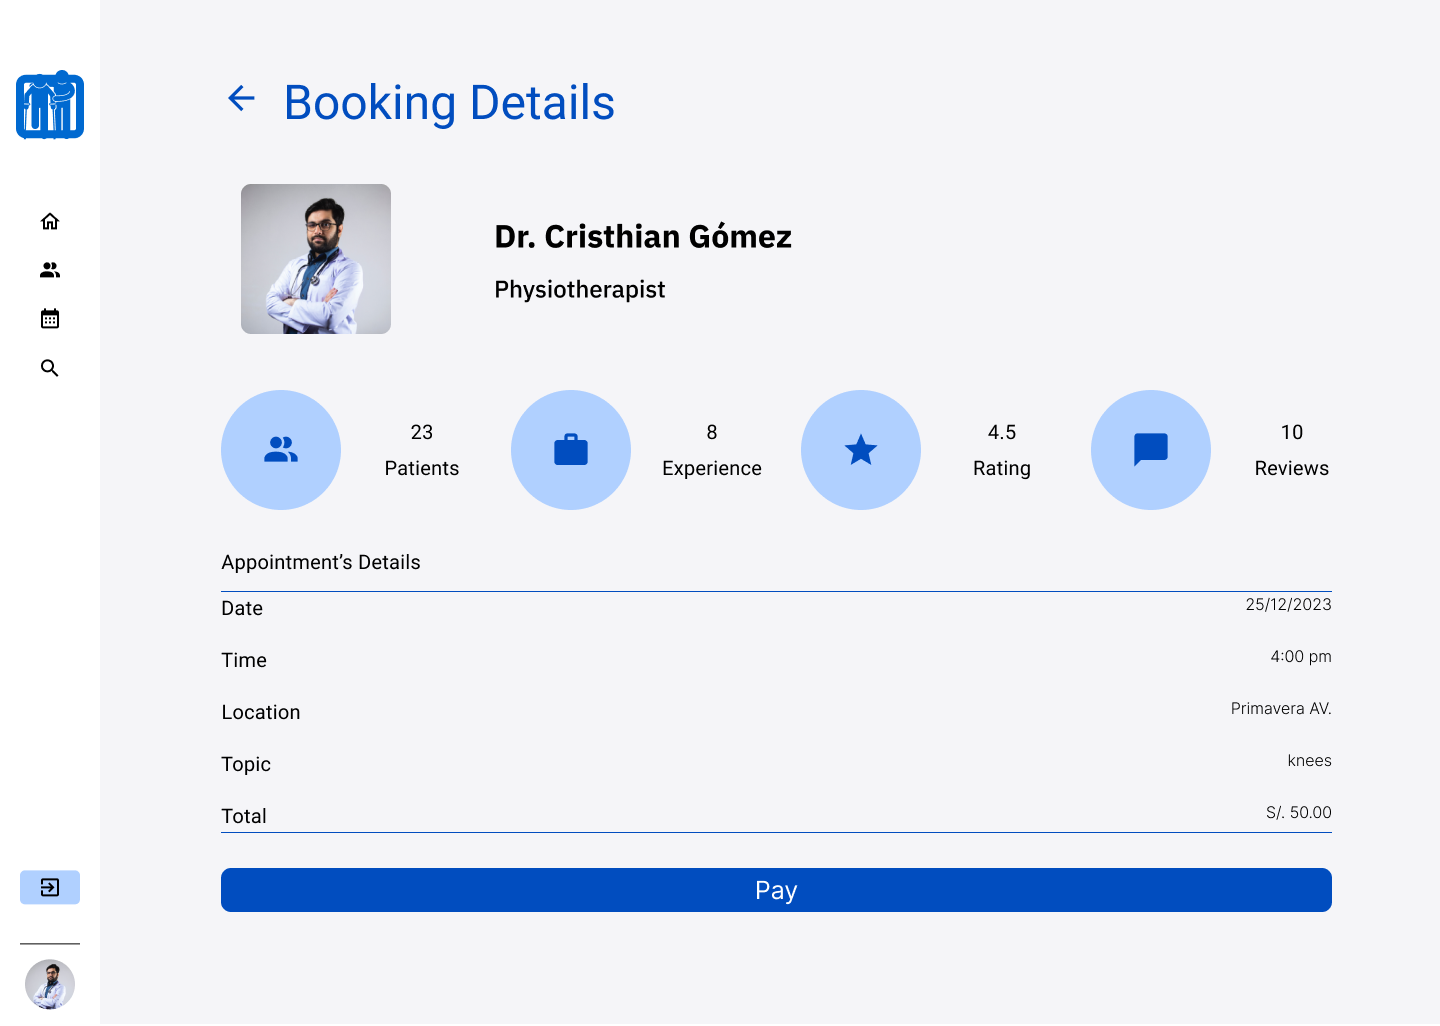 Booking Details
Dr. Cristhian Gómez
Physiotherapist
23
Patients
8
Experience
4.5
Rating
10
Reviews
Appointment’s Details
Date 25/12/2023
Time 4:00 pm
Location Primavera AV.
Topic knees
Total S/. 50.00
Pay